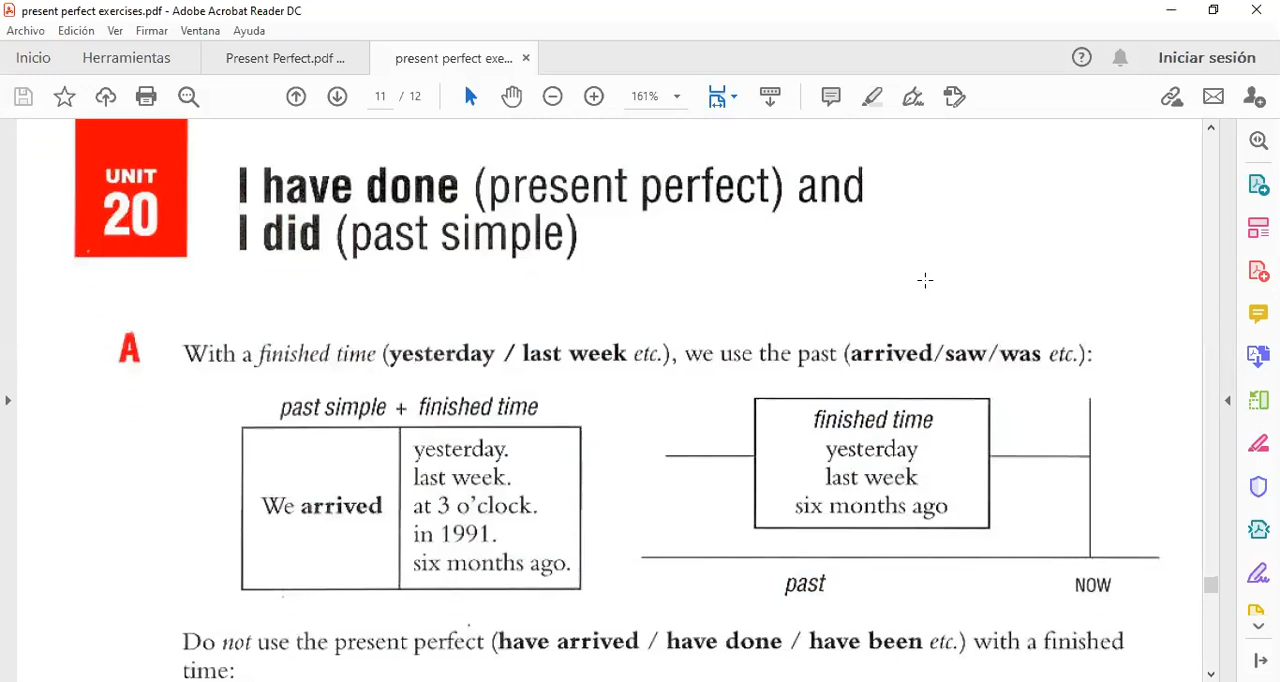 present perfect exercises.pdf - Adobe Acrobat Reader DC
Archivo Edición Ver Firmar Ventana Ayuda
Inicio Herramientas Present Perfect.pdf ... present perfect exe... × Iniciar sesión
11 / 12 161%
UNIT
20
I have done (present perfect) and
I did (past simple)
A With a finished time (yesterday / last week etc.), we use the past (arrived/saw/was etc.):
past simple + finished time
We arrived
yesterday.
last week.
at 3 o'clock.
in 1991.
six months ago.
finished time
yesterday
last week
six months ago
past NOW
Do not use the present perfect (have arrived / have done / have been etc.) with a finished
time: